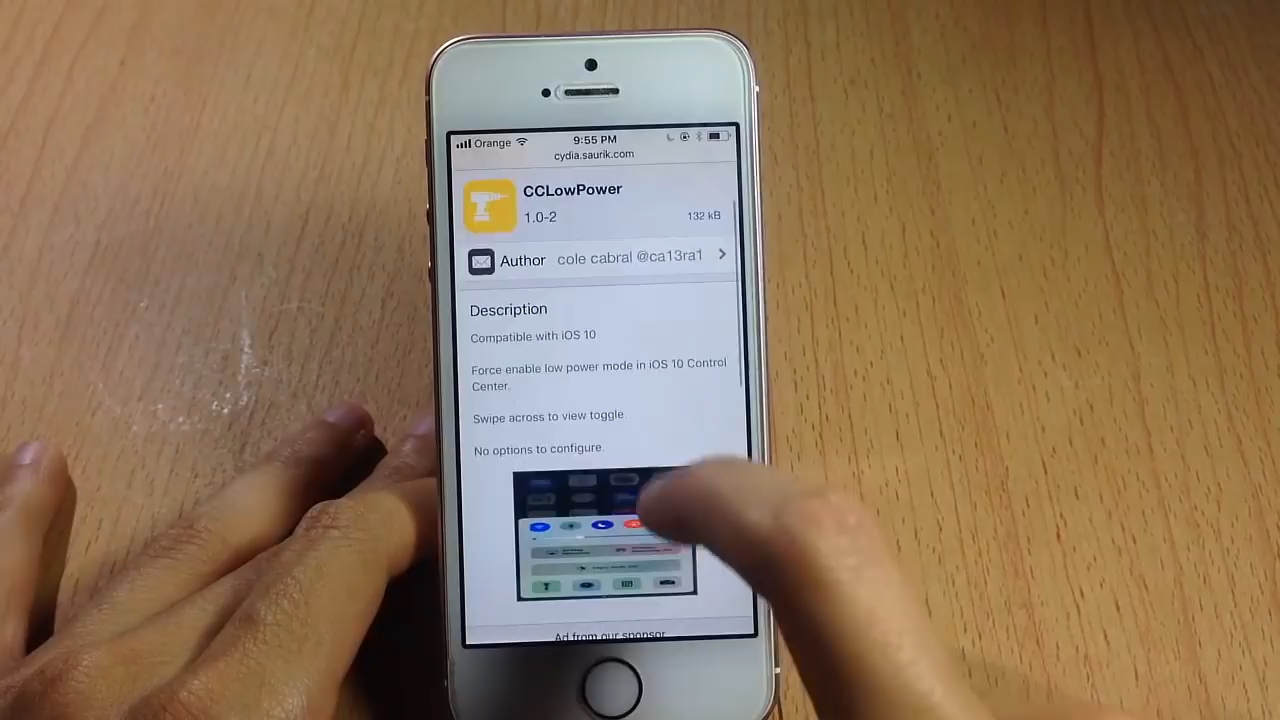 Orange 9:55 PM
cydia.saurik.com
CCLowPower
1.0-2 132 kB
Author cole cabral @ca13ra1
Description
Compatible with iOS 10
Force enable low power mode in iOS 10 Control
Center.
Swipe across to view toggle.
No options to configure.
Ad from our sponsor